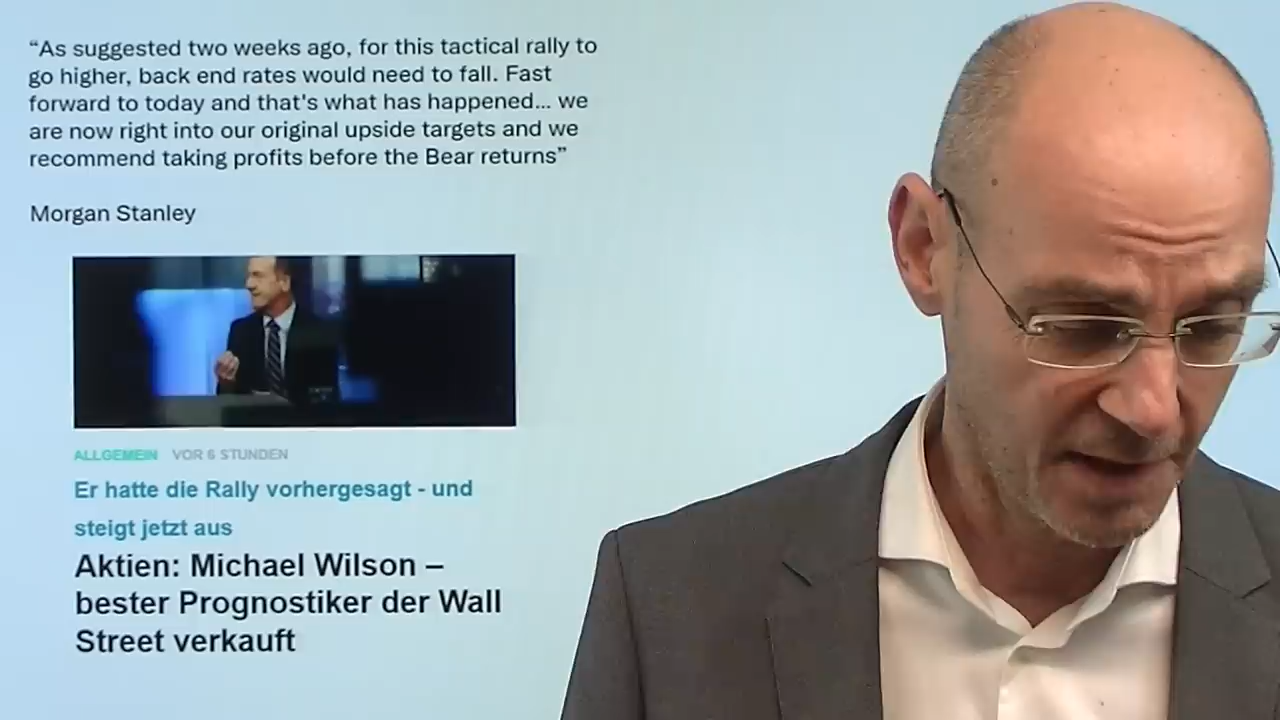 “As suggested two weeks ago, for this tactical rally to
go higher, back end rates would need to fall. Fast
forward to today and that's what has happened... we
are now right into our original upside targets and we
recommend taking profits before the Bear returns”
Morgan Stanley
ALLGEMEIN VOR 6 STUNDEN
Er hatte die Rally vorhergesagt - und
steigt jetzt aus
Aktien: Michael Wilson –
bester Prognostiker der Wall
Street verkauft